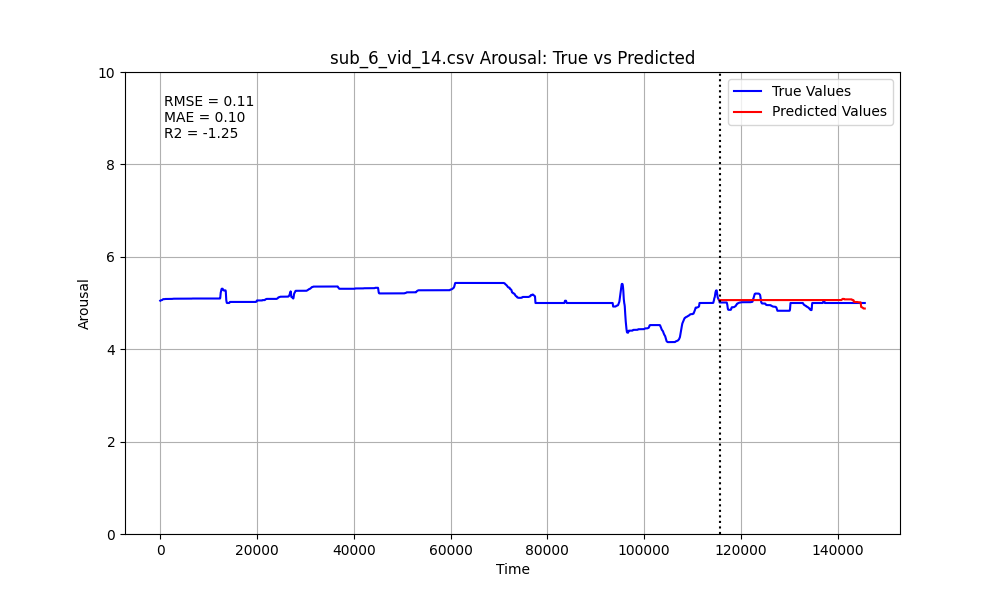 sub_6_vid_14.csv Arousal: True vs Predicted
RMSE = 0.11
MAE = 0.10
R2 = -1.25
True Values
Predicted Values
Arousal
10
8
6
4
2
0
0 20000 40000 60000 80000 100000 120000 140000
Time